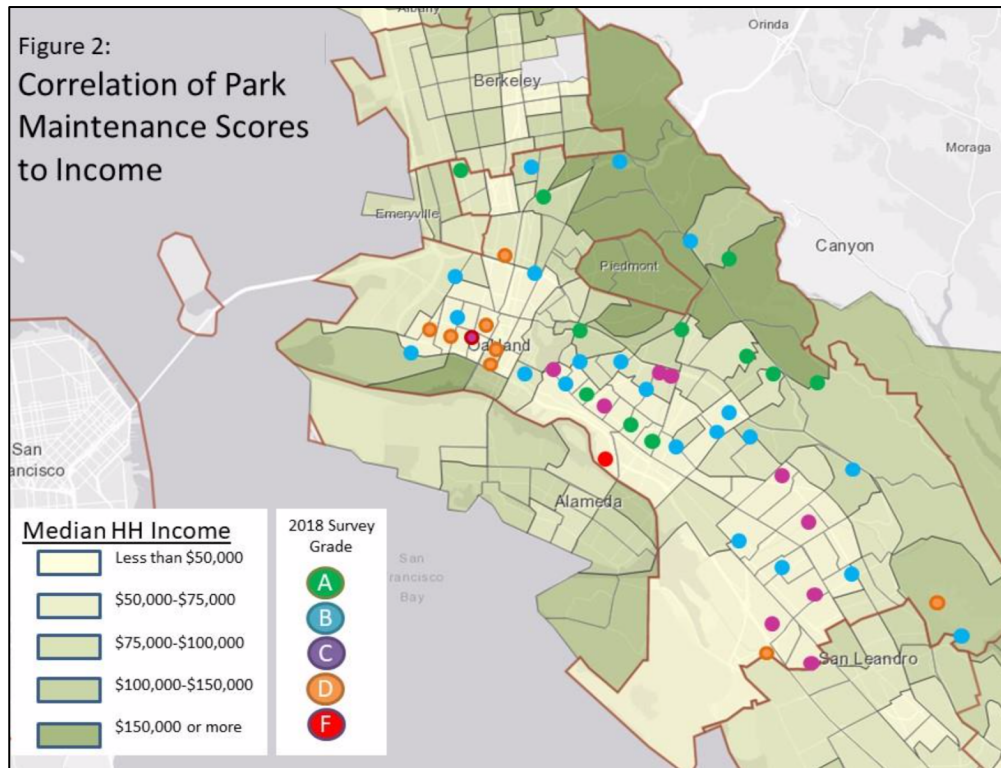 Figure 2:
Correlation of Park
Maintenance Scores
to Income
Albany
Orinda
Berkeley
Moraga
Emeryville
Canyon
Piedmont
Oakland
San
Francisco
Alameda
San
Francisco
Bay
San Leandro
Median HH Income
Less than $50,000
$50,000-$75,000
$75,000-$100,000
$100,000-$150,000
$150,000 or more
2018 Survey
Grade
A
B
C
D
F